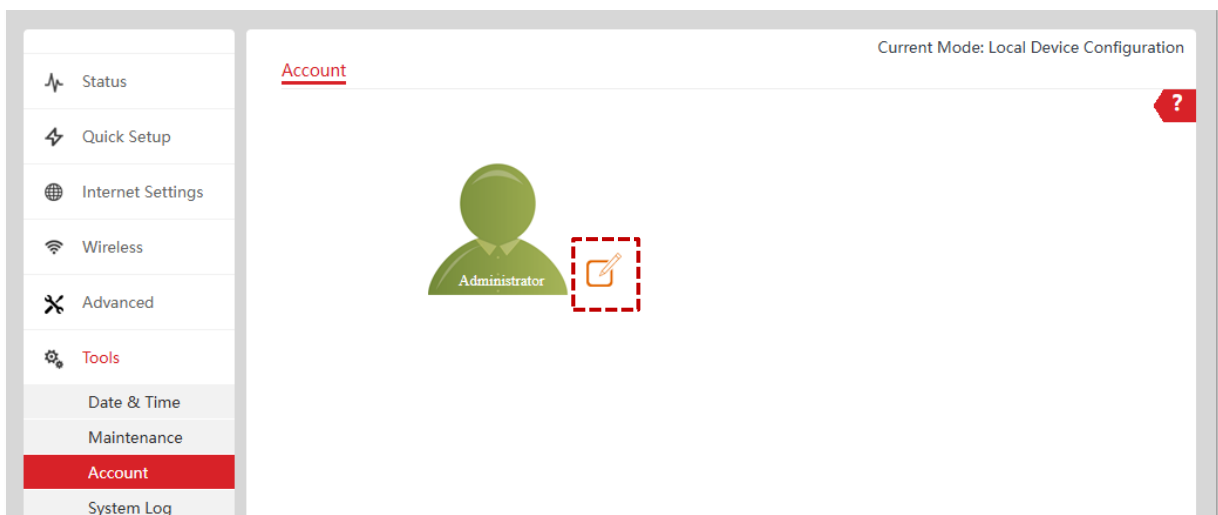 Current Mode: Local Device Configuration
Account
?
Status
Quick Setup
Internet Settings
Wireless
Advanced
Tools
Date & Time
Maintenance
Account
System Log
Administrator